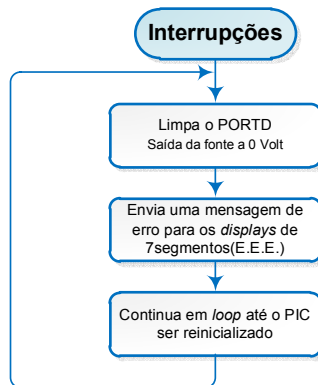 Interrupções
Limpa o PORTD
Saída da fonte a 0 Volt
Envia uma mensagem de
erro para os displays de
7segmentos(E.E.E.)
Continua em loop até o PIC
ser reinicializado